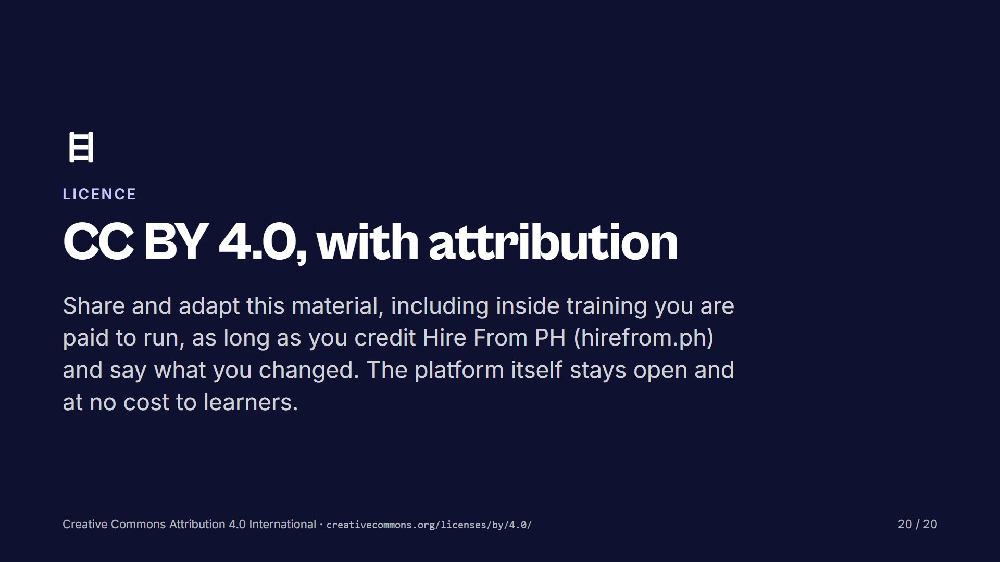 LICENCE
CC BY 4.0, with attribution
Share and adapt this material, including inside training you are
paid to run, as long as you credit Hire From PH (hirefrom.ph)
and say what you changed. The platform itself stays open and
at no cost to learners.
Creative Commons Attribution 4.0 International · creativecommons.org/licenses/by/4.0/
20 / 20